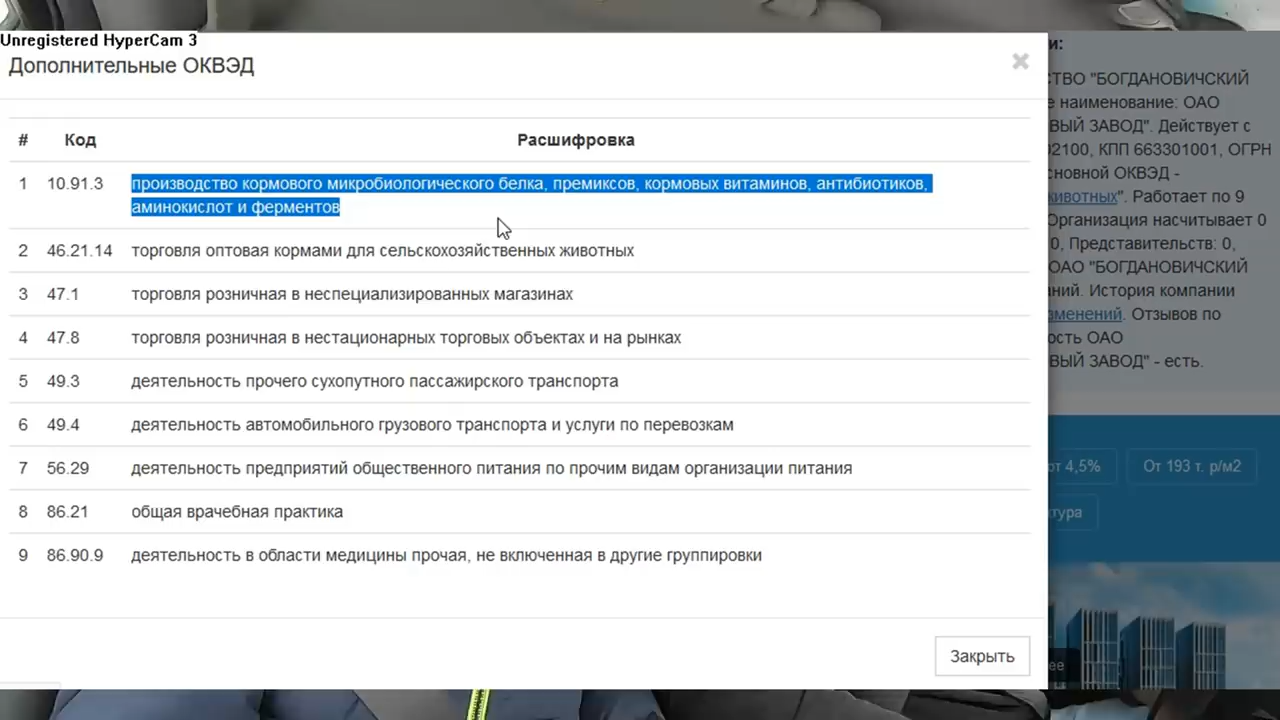 Unregistered HyperCam 3
Дополнительные ОКВЭД
# Код Расшифровка
1 10.91.3 производство кормового микробиологического белка, премиксов, кормовых витаминов, антибиотиков,
аминокислот и ферментов
2 46.21.14 торговля оптовая кормами для сельскохозяйственных животных
3 47.1 торговля розничная в неспециализированных магазинах
4 47.8 торговля розничная в нестационарных торговых объектах и на рынках
5 49.3 деятельность прочего сухопутного пассажирского транспорта
6 49.4 деятельность автомобильного грузового транспорта и услуги по перевозкам
7 56.29 деятельность предприятий общественного питания по прочим видам организации питания
8 86.21 общая врачебная практика
9 86.90.9 деятельность в области медицины прочая, не включенная в другие группировки
Закрыть
и:
СТВО "БОГДАНОВИЧСКИЙ
е наименование: ОАО
ВЫЙ ЗАВОД". Действует с
02100, КПП 663301001, ОГРН
сновной ОКВЭД -
животных". Работает по 9
Организация насчитывает 0
0, Представительств: 0,
ОАО "БОГДАНОВИЧСКИЙ
аний. История компании
зменений. Отзывов по
ость ОАО
ВЫЙ ЗАВОД" - есть.
от 4,5% От 193 т. р/м2
тура
ее